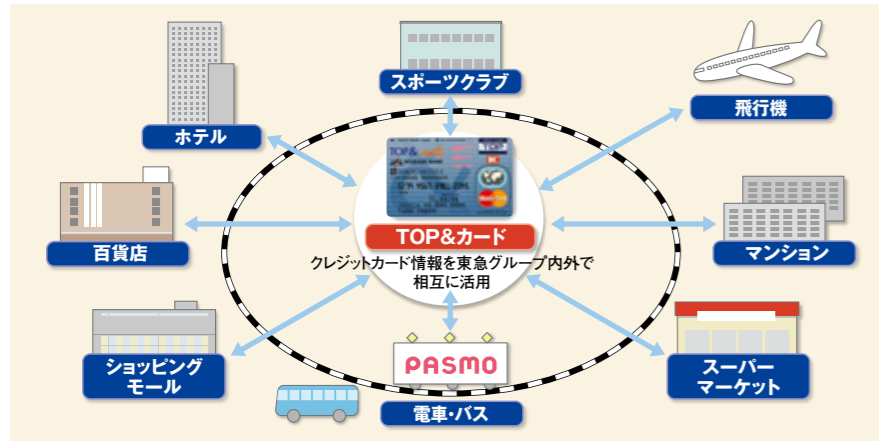 スポーツクラブ
飛行機
ホテル
TOP&
TOP
TOP&カード
百貨店
マンション
クレジットカード情報を東急グループ内外で
相互に活用
ショッピング
モール
PASMO
電車・バス
スーパー
マーケット